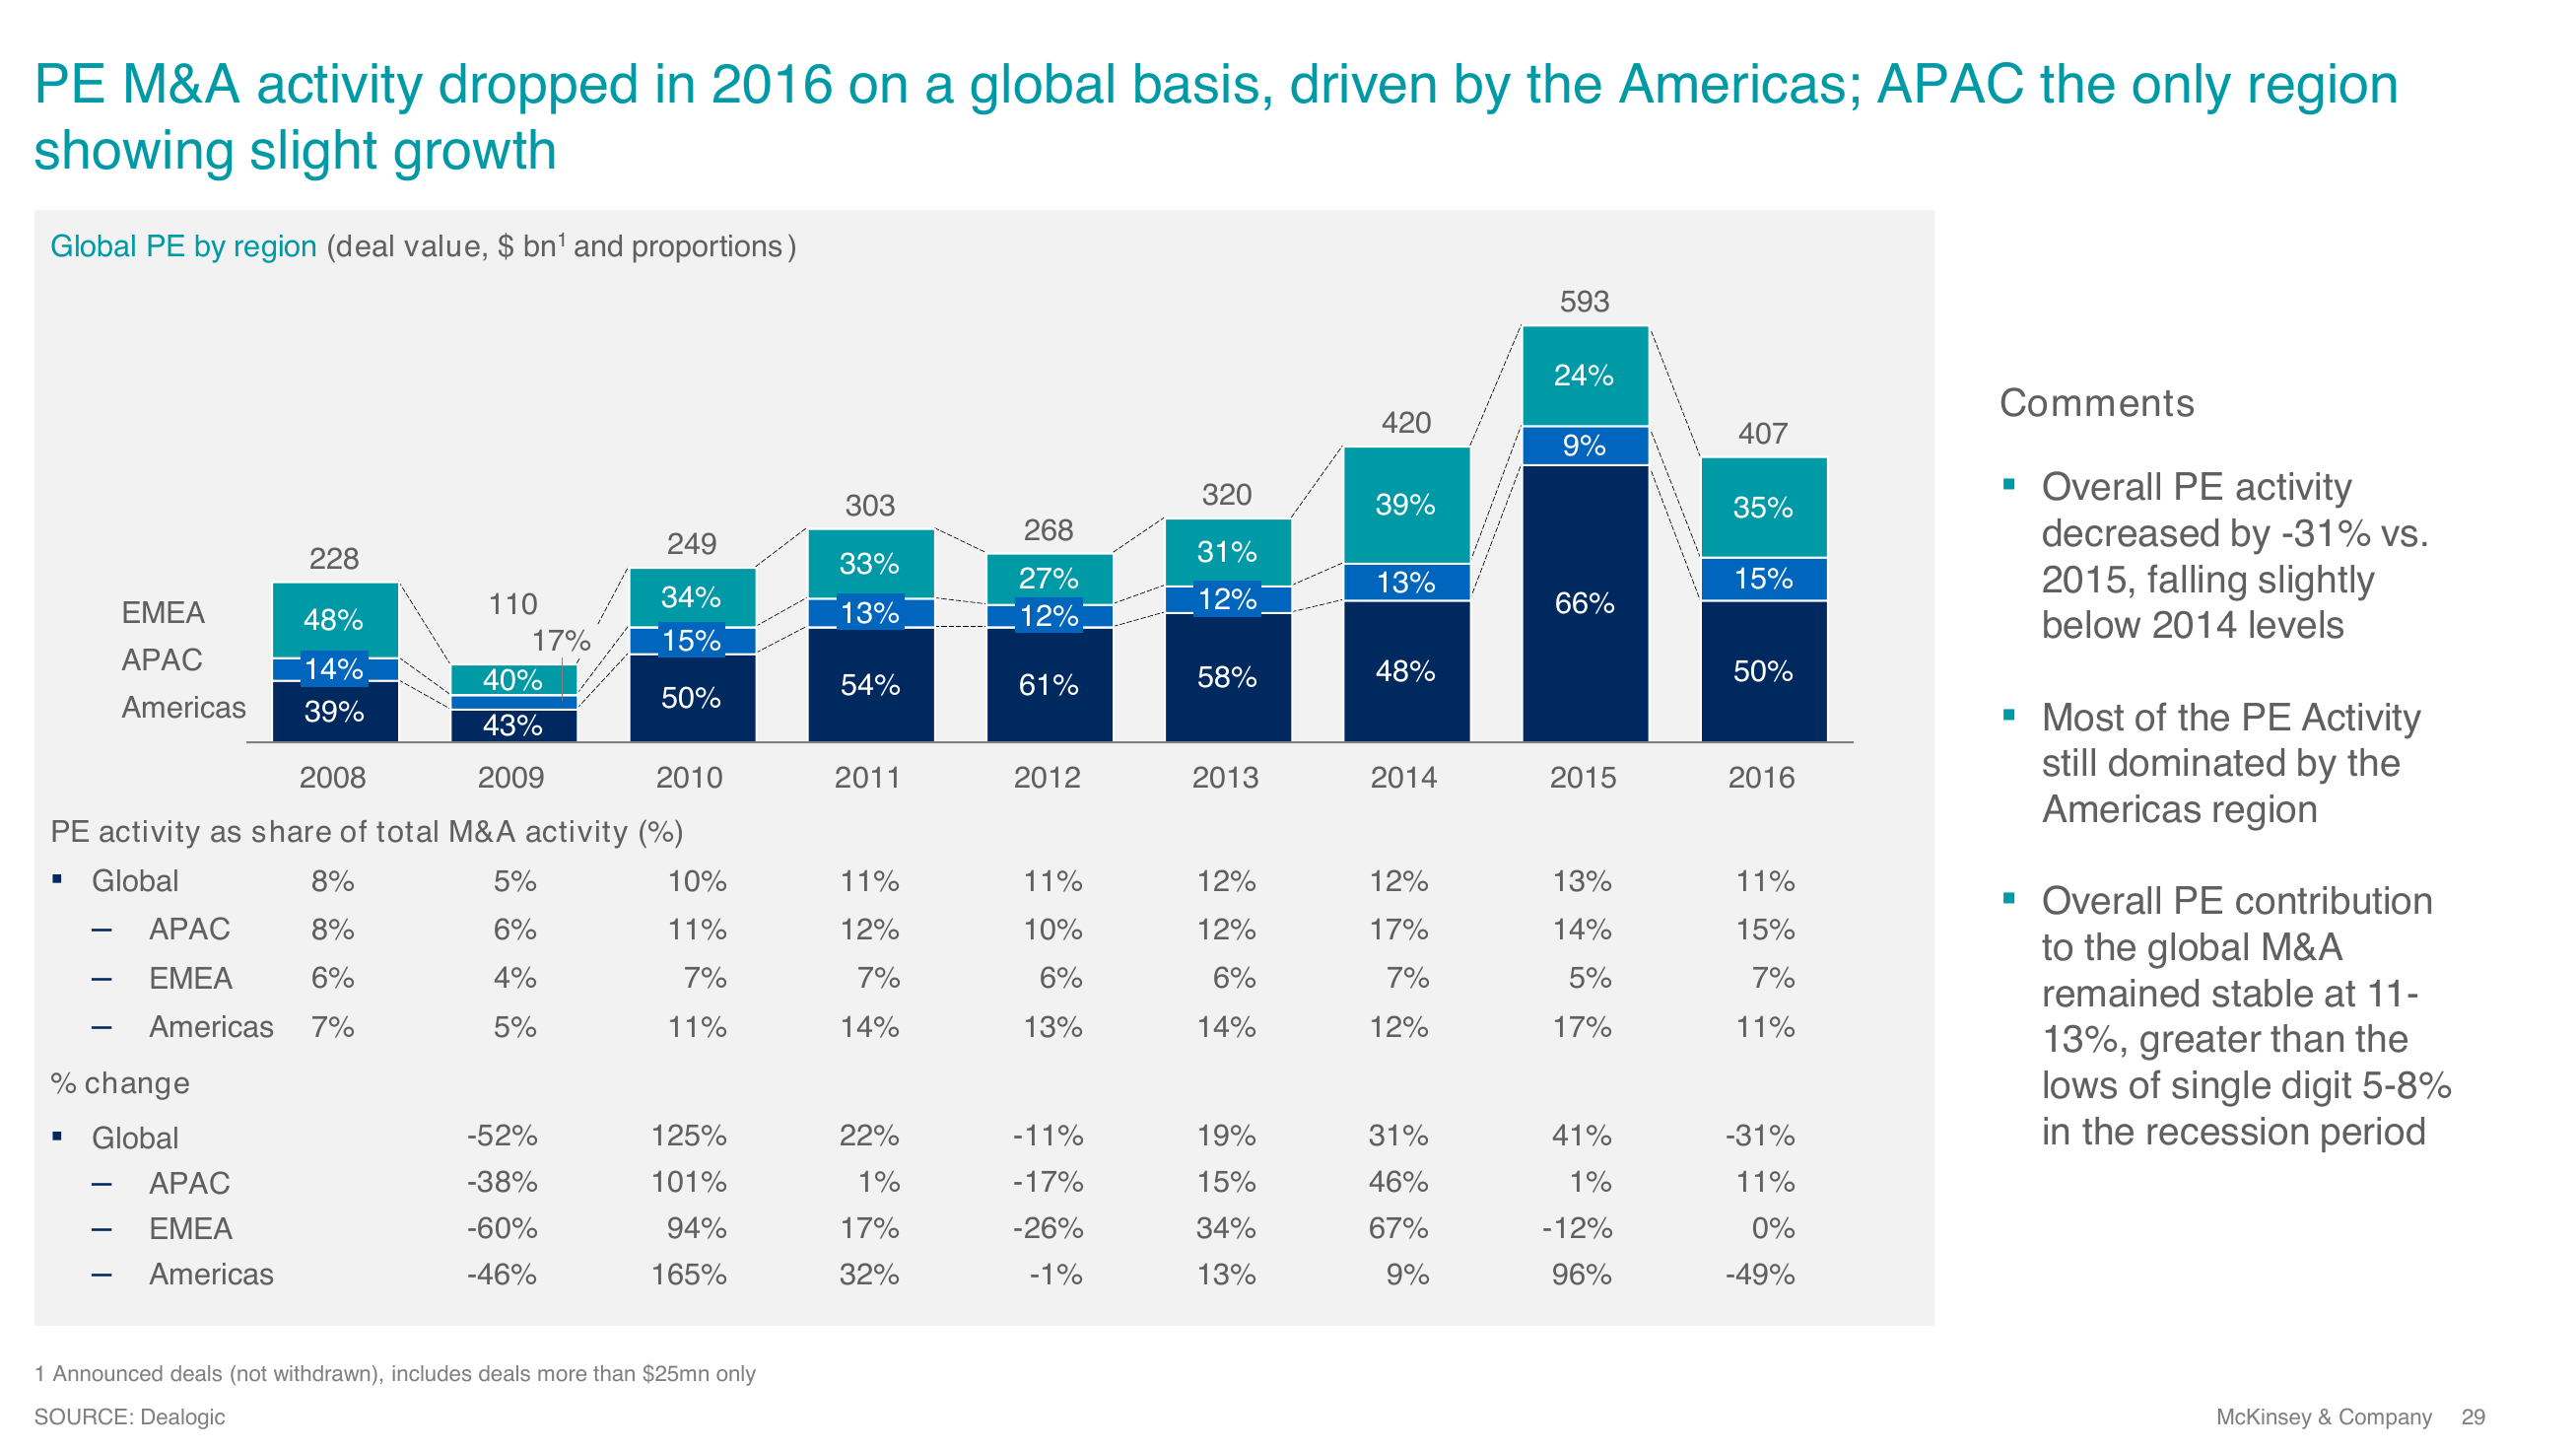 PE M&A activity dropped in 2016 on a global basis, driven by the Americas; APAC the only region
showing slight growth
Global PE by region (deal value, $ bn1 and proportions)
228 110 249 303 268 320 420 593 407
EMEA 48% 40% 34% 33% 27% 31% 39% 24% 35%
APAC 14% 17% 15% 13% 12% 12% 13% 9% 15%
Americas 39% 43% 50% 54% 61% 58% 48% 66% 50%
2008 2009 2010 2011 2012 2013 2014 2015 2016
PE activity as share of total M&A activity (%)
▪ Global 8% 5% 10% 11% 11% 12% 12% 13% 11%
– APAC 8% 6% 11% 12% 10% 12% 17% 14% 15%
– EMEA 6% 4% 7% 7% 6% 6% 7% 5% 7%
– Americas 7% 5% 11% 14% 13% 14% 12% 17% 11%
% change
▪ Global -52% 125% 22% -11% 19% 31% 41% -31%
– APAC -38% 101% 1% -17% 15% 46% 1% 11%
– EMEA -60% 94% 17% -26% 34% 67% -12% 0%
– Americas -46% 165% 32% -1% 13% 9% 96% -49%
Comments
▪ Overall PE activity
decreased by -31% vs.
2015, falling slightly
below 2014 levels
▪ Most of the PE Activity
still dominated by the
Americas region
▪ Overall PE contribution
to the global M&A
remained stable at 11-
13%, greater than the
lows of single digit 5-8%
in the recession period
1 Announced deals (not withdrawn), includes deals more than $25mn only
SOURCE: Dealogic
McKinsey & Company 29